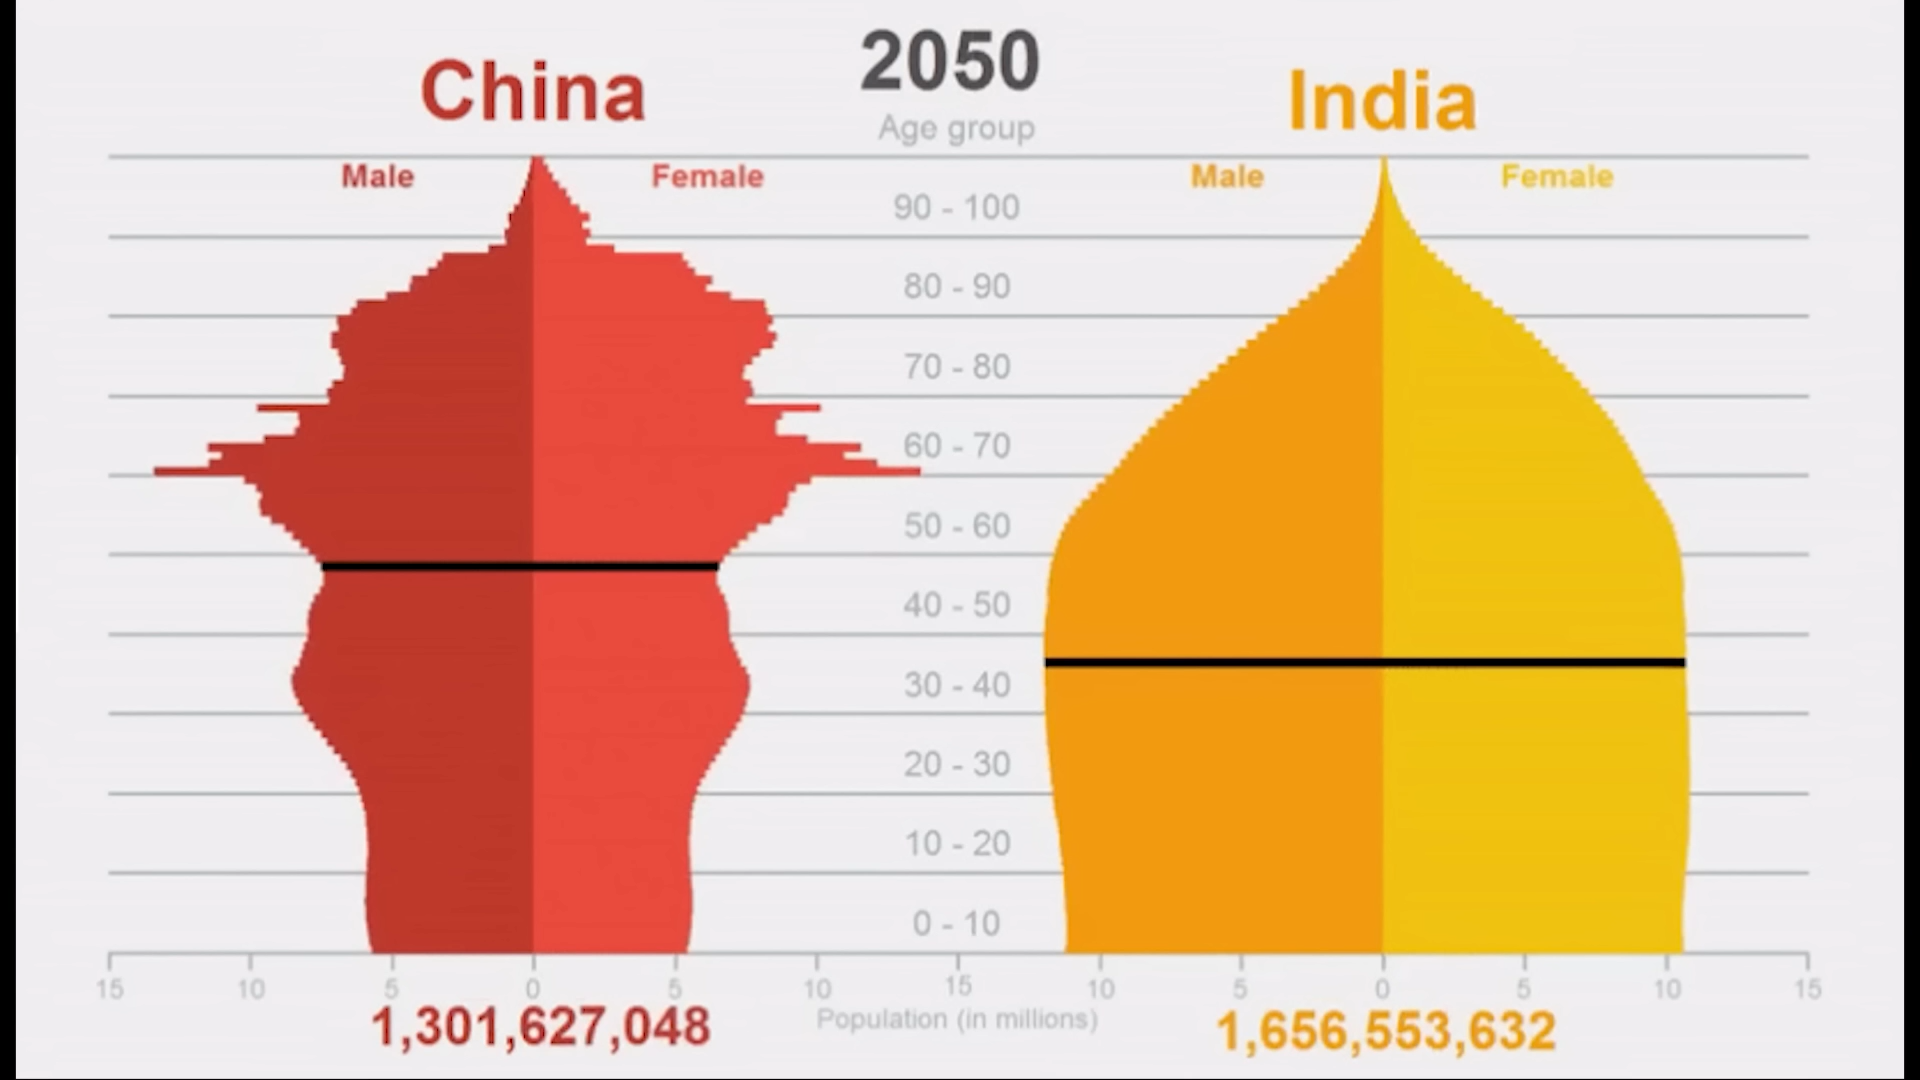 2050
China
India
Age group
Male
Female
Male
Female
90 - 100
80 - 90
70 - 80
60 - 70
50 - 60
40 - 50
30 - 40
20 - 30
10 - 20
0 - 10
15 10 5 0 5 10 15 10 5 0 5 10 15
Population (in millions)
1,301,627,048
1,656,553,632